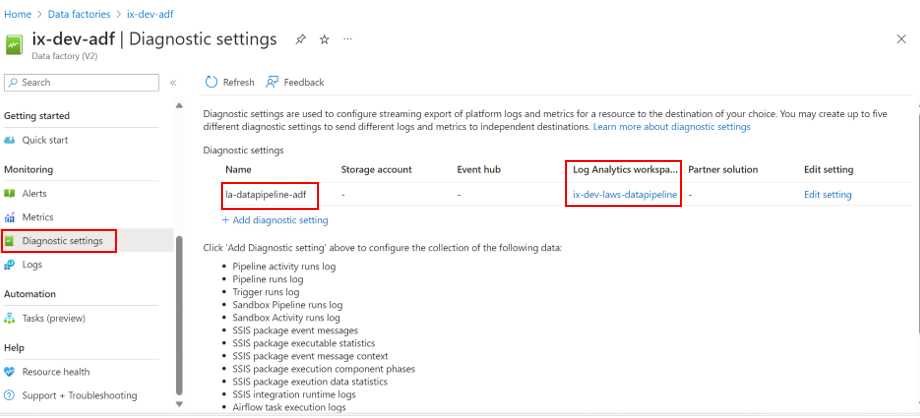 Home > Data factories > ix-dev-adf >
ix-dev-adf | Diagnostic settings
Data factory (V2)
Search
Getting started
Quick start
Monitoring
Alerts
Metrics
Diagnostic settings
Logs
Automation
Tasks (preview)
Help
Resource health
Support + Troubleshooting
Refresh Feedback
Diagnostic settings are used to configure streaming export of platform logs and metrics for a resource to the destination of your choice. You may create up to five
different diagnostic settings to send different logs and metrics to independent destinations. Learn more about diagnostic settings
Diagnostic settings
Name Storage account Event hub Log Analytics workspa... Partner solution Edit setting
la-datapipeline-adf - - ix-dev-laws-datapipeline - Edit setting
+ Add diagnostic setting
Click 'Add Diagnostic setting' above to configure the collection of the following data:
• Pipeline activity runs log
• Pipeline runs log
• Trigger runs log
• Sandbox Pipeline runs log
• Sandbox Activity runs log
• SSIS package event messages
• SSIS package executable statistics
• SSIS package event message context
• SSIS package execution component phases
• SSIS package exeution data statistics
• SSIS integration runtime logs
• Airflow task execution logs